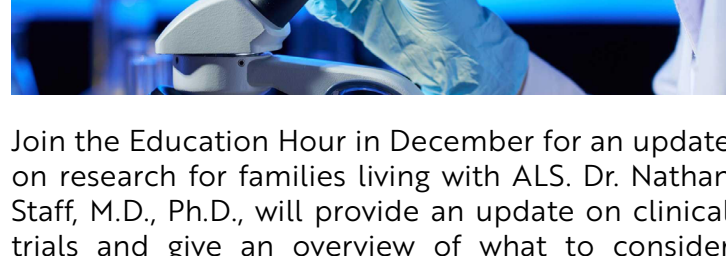 Join the Education Hour in December for an update
on research for families living with ALS. Dr. Nathan
Staff, M.D., Ph.D., will provide an update on clinical
trials and give an overview of what to consider